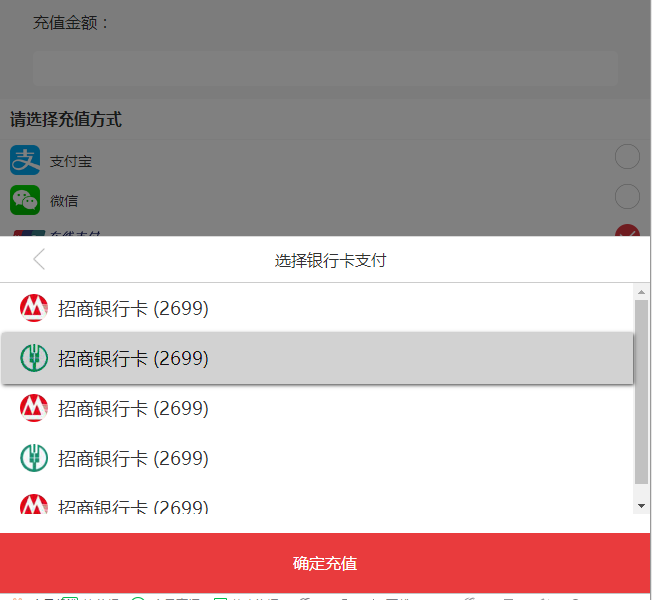 充值金额：
请选择充值方式
支付宝
微信
选择银行卡支付
招商银行卡 (2699)
招商银行卡 (2699)
招商银行卡 (2699)
招商银行卡 (2699)
招商银行卡 (2699)
确定充值